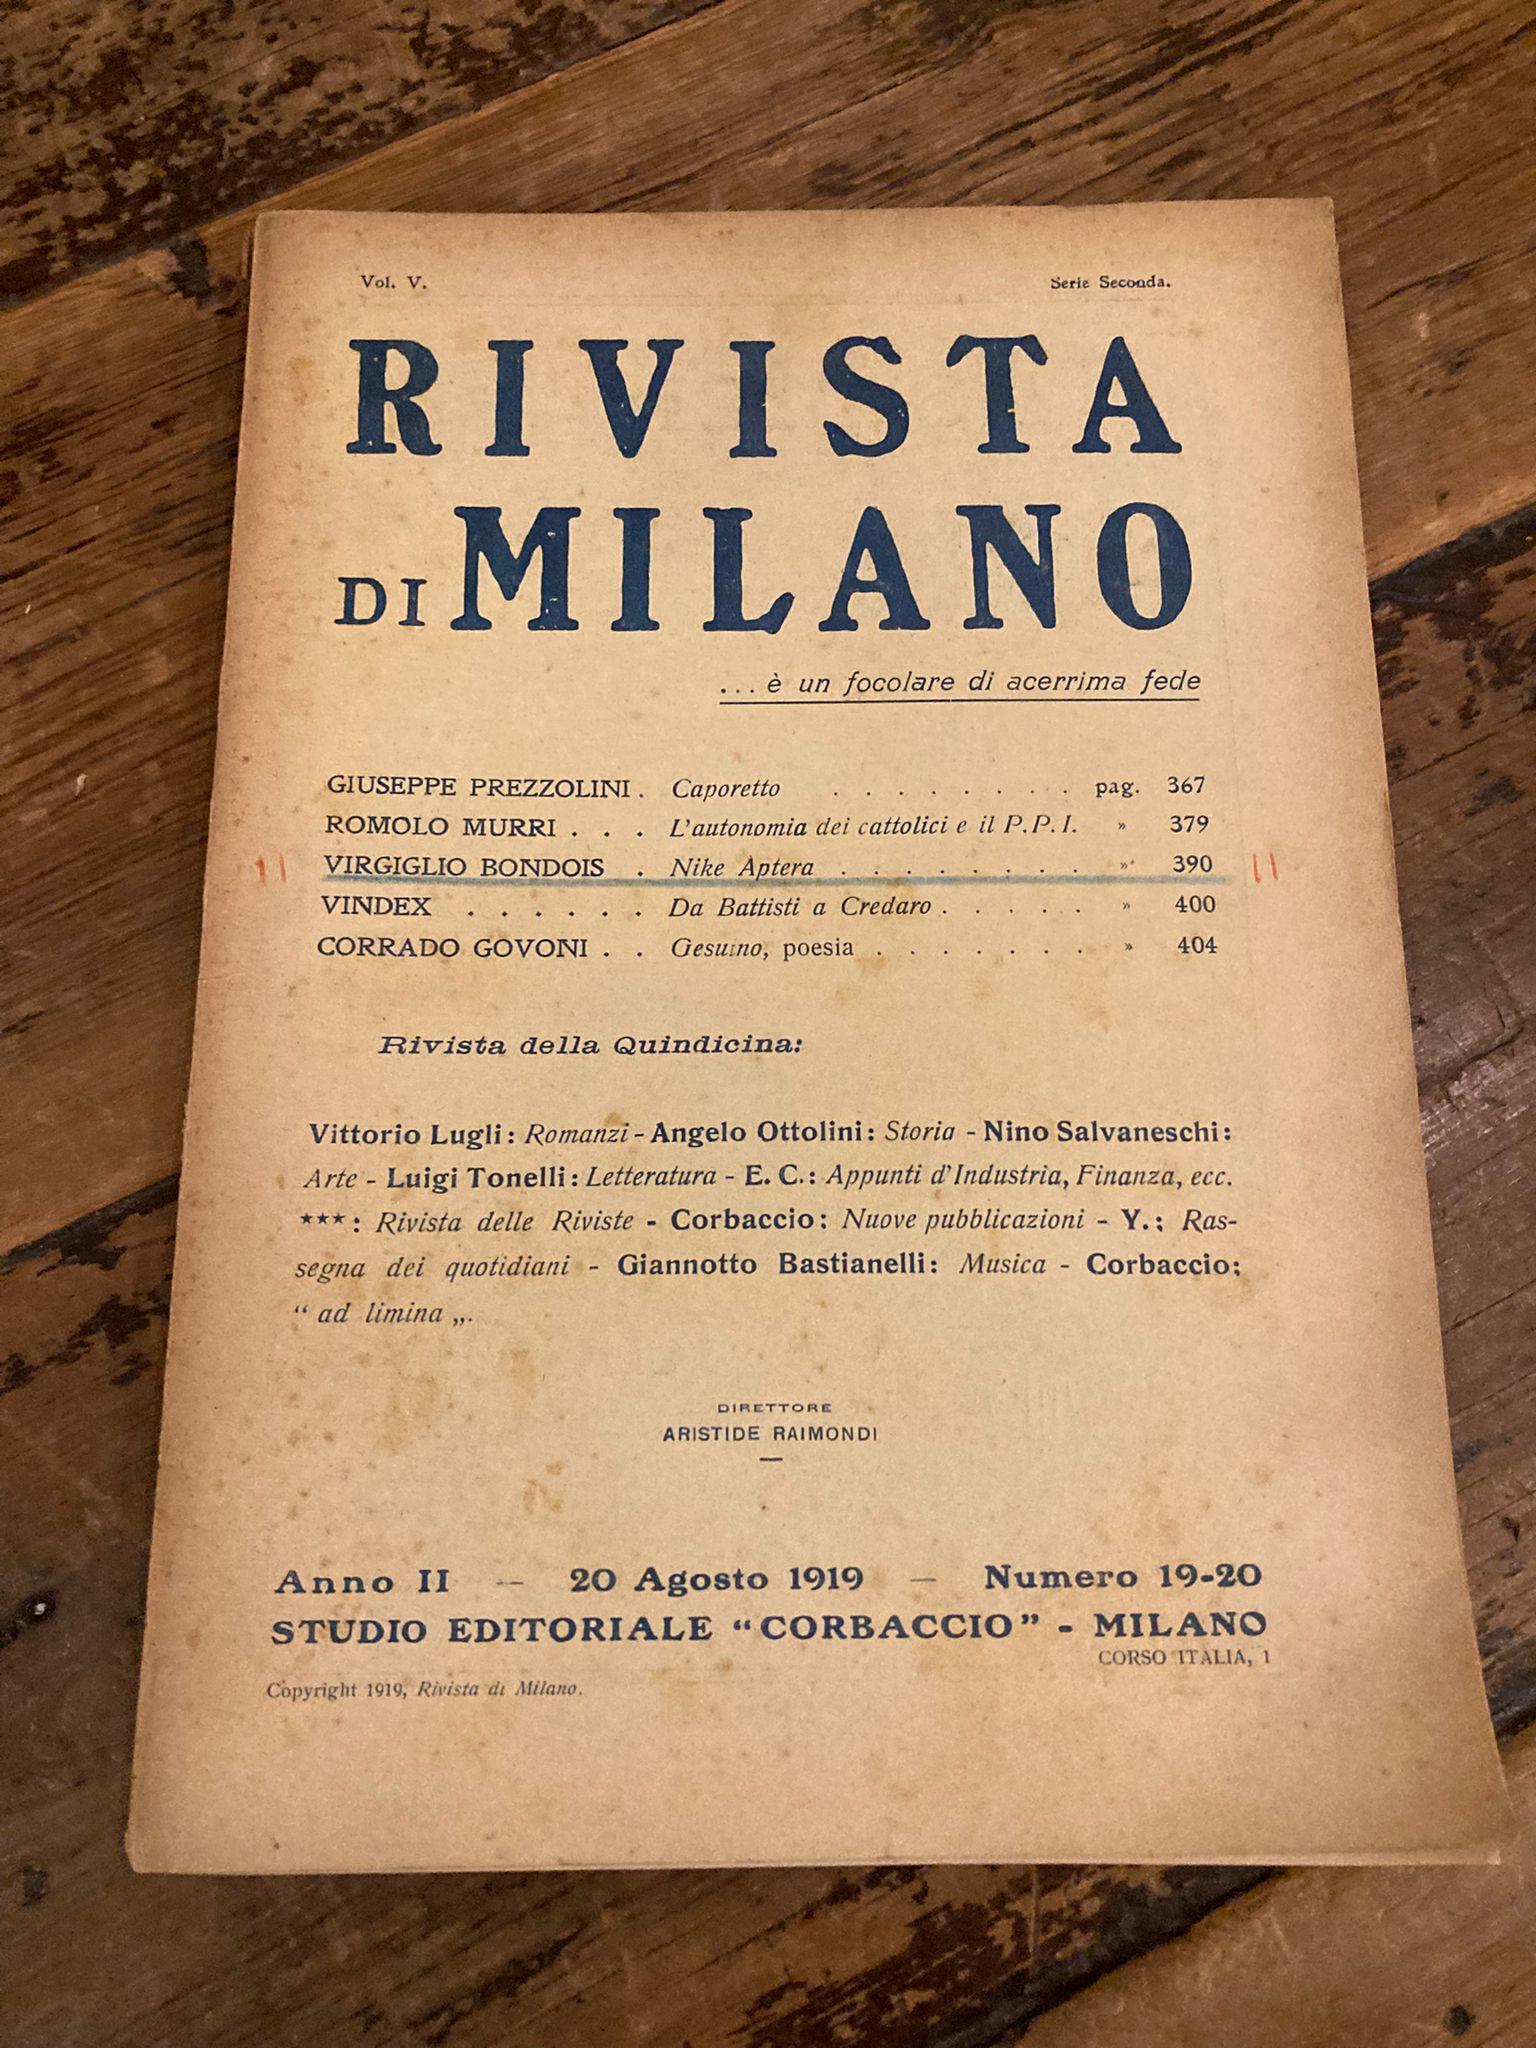 Vol. V. Serie Seconda.
RIVISTA
DI MILANO
... è un focolare di acerrima fede
GIUSEPPE PREZZOLINI . Caporetto . . . . . . . . pag. 367
ROMOLO MURRI . . . L'autonomia dei cattolici e il P.P.I. » 379
VIRGIGLIO BONDOIS . Nike Aptera . . . . . . . . » 390
VINDEX . . . . . . Da Battisti a Credaro . . . . . » 400
CORRADO GOVONI . . Gesuino, poesia . . . . . . . » 404
Rivista della Quindicina:
Vittorio Lugli: Romanzi - Angelo Ottolini: Storia - Nino Salvaneschi:
Arte - Luigi Tonelli: Letteratura - E. C.: Appunti d'Industria, Finanza, ecc.
***: Rivista delle Riviste - Corbaccio: Nuove pubblicazioni - Y.: Ras-
segna dei quotidiani - Giannotto Bastianelli: Musica - Corbaccio:
“ ad limina „.
DIRETTORE
ARISTIDE RAIMONDI
Anno II — 20 Agosto 1919 — Numero 19-20
STUDIO EDITORIALE “CORBACCIO” - MILANO
CORSO ITALIA, 1
Copyright 1919, Rivista di Milano.